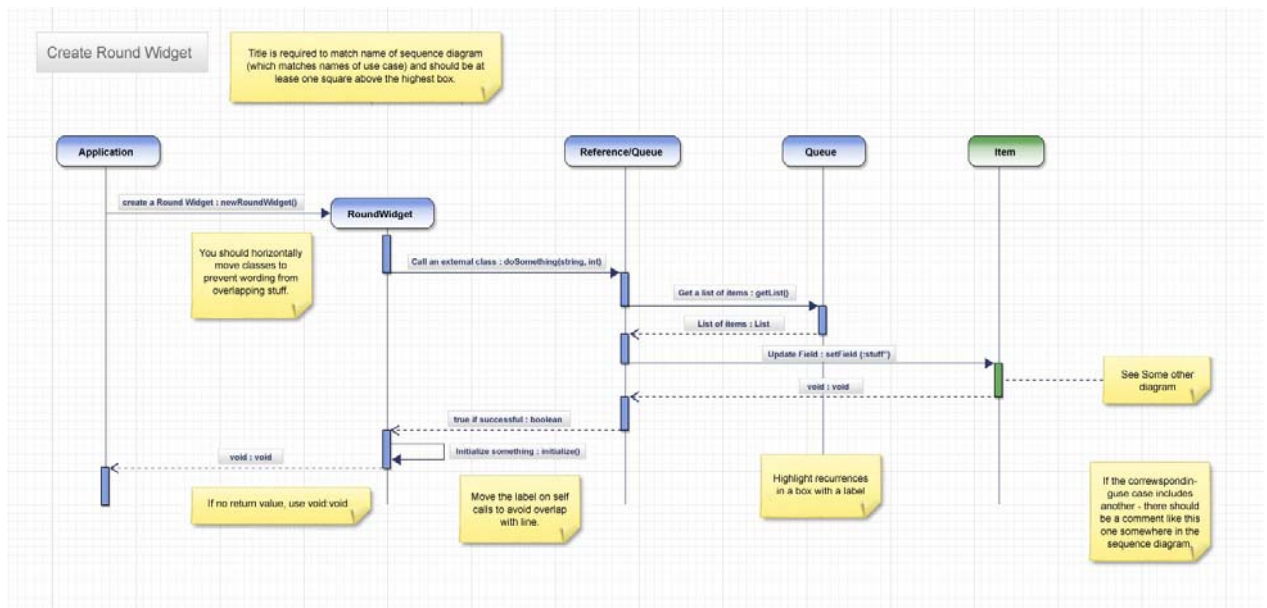 Create Round Widget
Title is required to match name of sequence diagram
(which matches names of use case) and should be at
lease one square above the highest box.
Application
Reference/Queue
Queue
Item
create a Round Widget : newRoundWidget()
RoundWidget
You should horizontally
move classes to
prevent wording from
overlapping stuff.
Call an external class : doSomething(string, int)
Get a list of items : getList()
List of items : List
Update Field : setField (:stuff")
See Some other
diagram
void : void
true if successful : boolean
Initialize something : initialize()
void : void
If no return value, use void:void
Move the label on self
calls to avoid overlap
with line.
Highlight recurrences
in a box with a label
If the correwspondin-
guse case includes
another - there should
be a comment like this
one somewhere in the
sequence diagram